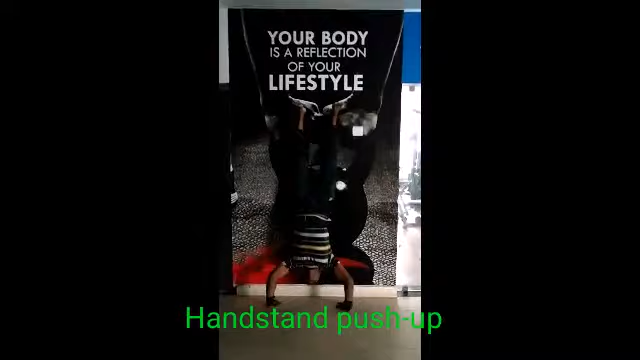 YOUR BODY
IS A REFLECTION
OF YOUR
LIFESTYLE
Handstand push-up